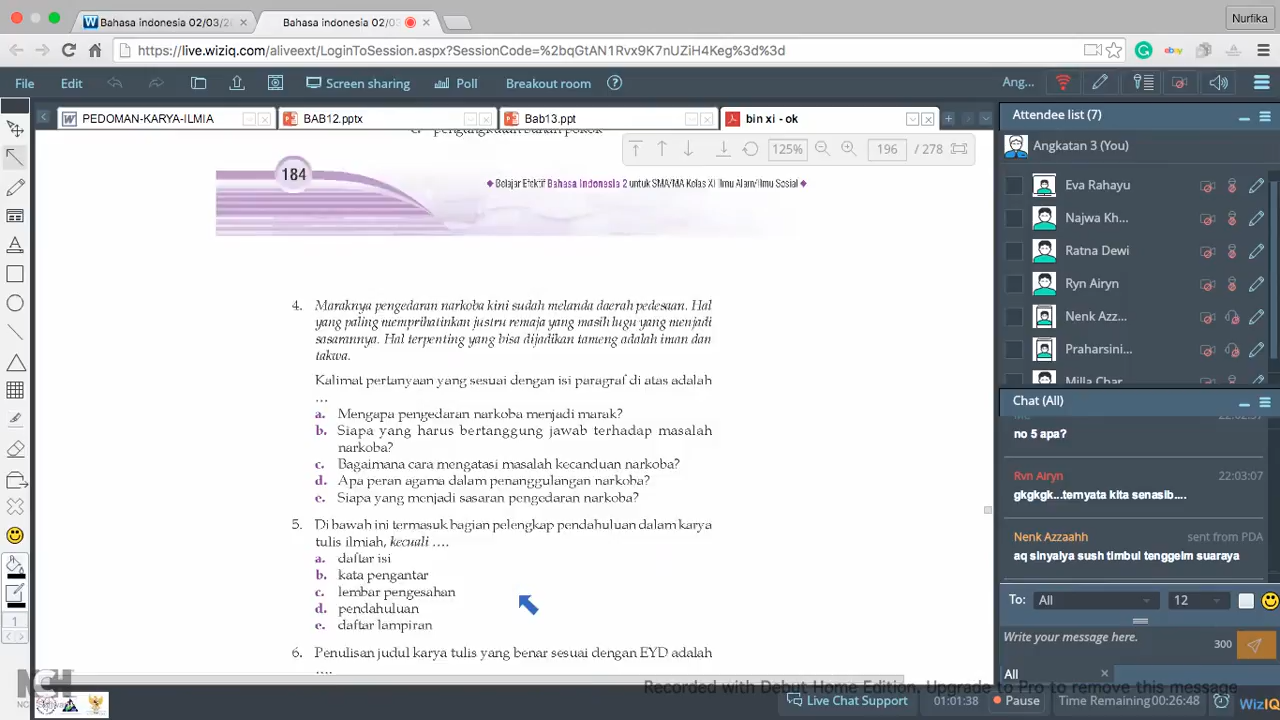 Bahasa indonesia 02/03/2
Bahasa indonesia 02/03
Nurfika
https://live.wiziq.com/aliveext/LoginToSession.aspx?SessionCode=%2bqGtAN1Rvx9K7nUZiH4Keg%3d%3d
File Edit Screen sharing Poll Breakout room Ang...
PEDOMAN-KARYA-ILMIA BAB12.pptx Bab13.ppt bin xi - ok
125% 196 / 278
184
Belajar Efektif Bahasa Indonesia 2 untuk SMA/MA Kelas XI Ilmu Alam/Ilmu Sosial
4. Maraknya pengedaran narkoba kini sudah melanda daerah pedesaan. Hal
yang paling memprihatinkan justru remaja yang masih lugu yang menjadi
sasarannya. Hal terpenting yang bisa dijadikan tameng adalah iman dan
takwa.
Kalimat pertanyaan yang sesuai dengan isi paragraf di atas adalah
…
a. Mengapa pengedaran narkoba menjadi marak?
b. Siapa yang harus bertanggung jawab terhadap masalah
narkoba?
c. Bagaimana cara mengatasi masalah kecanduan narkoba?
d. Apa peran agama dalam penanggulangan narkoba?
e. Siapa yang menjadi sasaran pengedaran narkoba?
5. Di bawah ini termasuk bagian pelengkap pendahuluan dalam karya
tulis ilmiah, kecuali ….
a. daftar isi
b. kata pengantar
c. lembar pengesahan
d. pendahuluan
e. daftar lampiran
6. Penulisan judul karya tulis yang benar sesuai dengan EYD adalah
….
1
Attendee list (7)
Angkatan 3 (You)
Eva Rahayu
Najwa Kh...
Ratna Dewi
Ryn Airyn
Nenk Azz...
Praharsini...
Milla Char
Chat (All)
no 5 apa?
Rvn Airyn 22:03:07
gkgkgk...temyata kita senasib....
Nenk Azzaahh sent from PDA
aq sinyalya sush timbul tenggelm suaraya
To: All 12
Write your message here. 300
All
NCH
Recorded with Debut Home Edition. Upgrade to Pro to remove this message
Live Chat Support 01:01:38 Pause Time Remaining 00:26:48 WizIQ